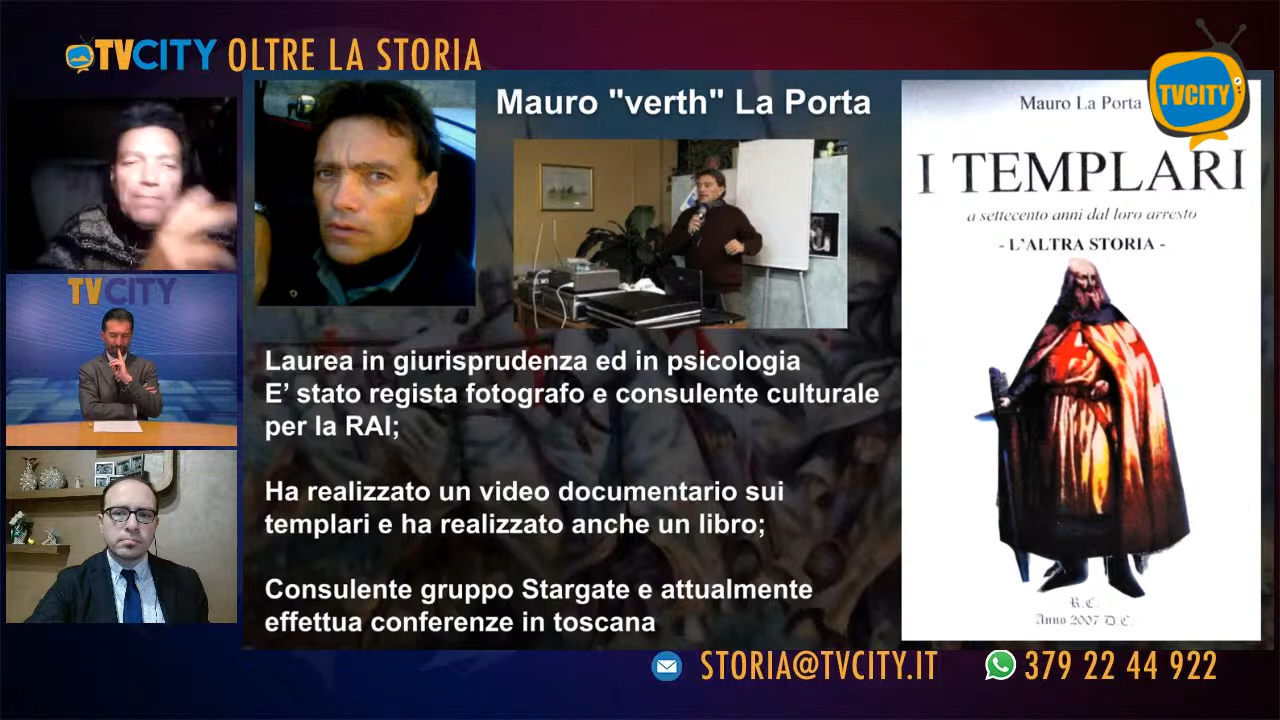 TVCITY OLTRE LA STORIA
TVCITY
TVCITY
Mauro "verth" La Porta
Laurea in giurisprudenza ed in psicologia
E' stato regista fotografo e consulente culturale
per la RAI;
Ha realizzato un video documentario sui
templari e ha realizzato anche un libro;
Consulente gruppo Stargate e attualmente
effettua conferenze in toscana
Mauro La Porta
I TEMPLARI
a settecento anni dal loro arresto
- L'ALTRA STORIA -
R.C.
Anno 2007 D.C.
STORIA@TVCITY.IT
379 22 44 922